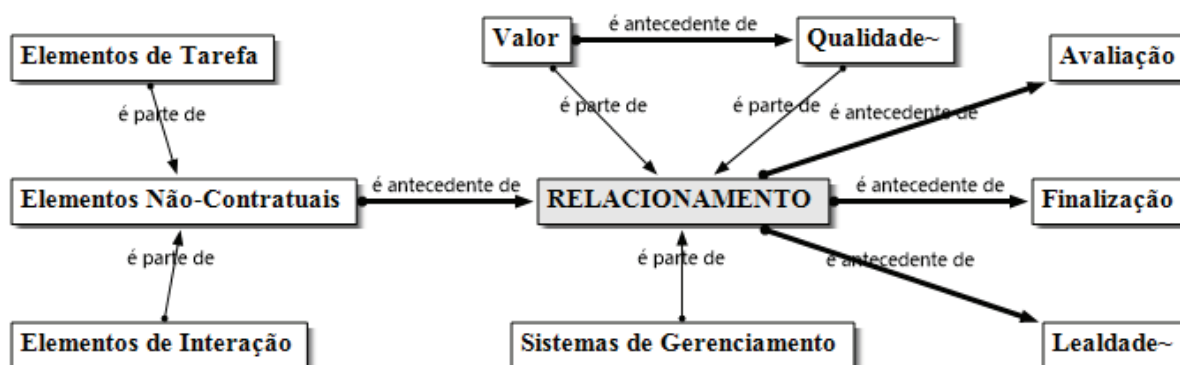 é antecedente de
Valor
Qualidade~
Elementos de Tarefa
Avaliação
é parte de
é parte de
é parte de
é antecedente de
Elementos Não-Contratuais
é antecedente de
RELACIONAMENTO
é antecedente de
Finalização
é parte de
é parte de
é antecedente de
Elementos de Interação
Sistemas de Gerenciamento
Lealdade~